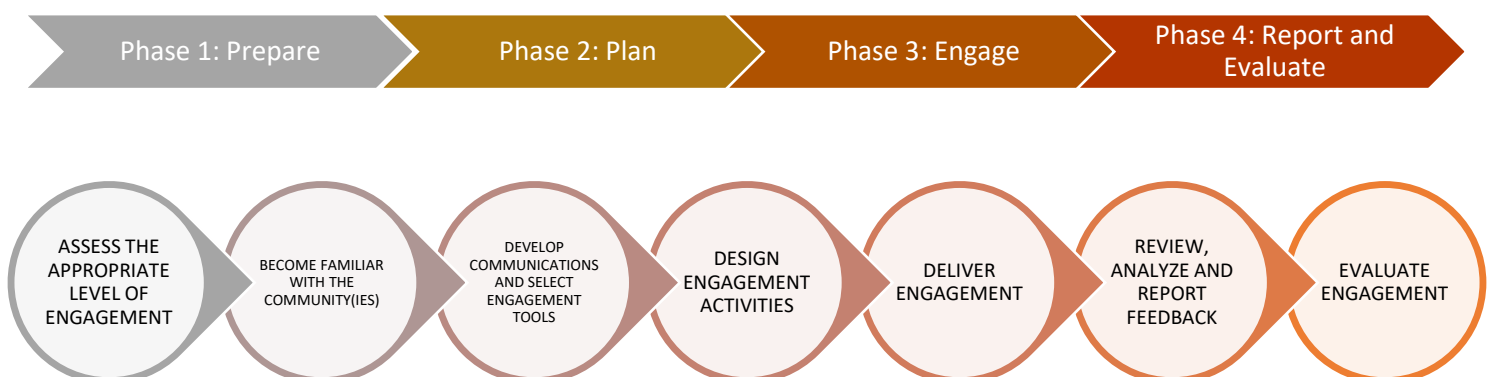 Phase 1: Prepare
Phase 2: Plan
Phase 3: Engage
Phase 4: Report and
Evaluate
ASSESS THE
APPROPRIATE
LEVEL OF
ENGAGEMENT
BECOME FAMILIAR
WITH THE
COMMUNITY(IES)
DEVELOP
COMMUNICATIONS
AND SELECT
ENGAGEMENT
TOOLS
DESIGN
ENGAGEMENT
ACTIVITIES
DELIVER
ENGAGEMENT
REVIEW,
ANALYZE AND
REPORT
FEEDBACK
EVALUATE
ENGAGEMENT